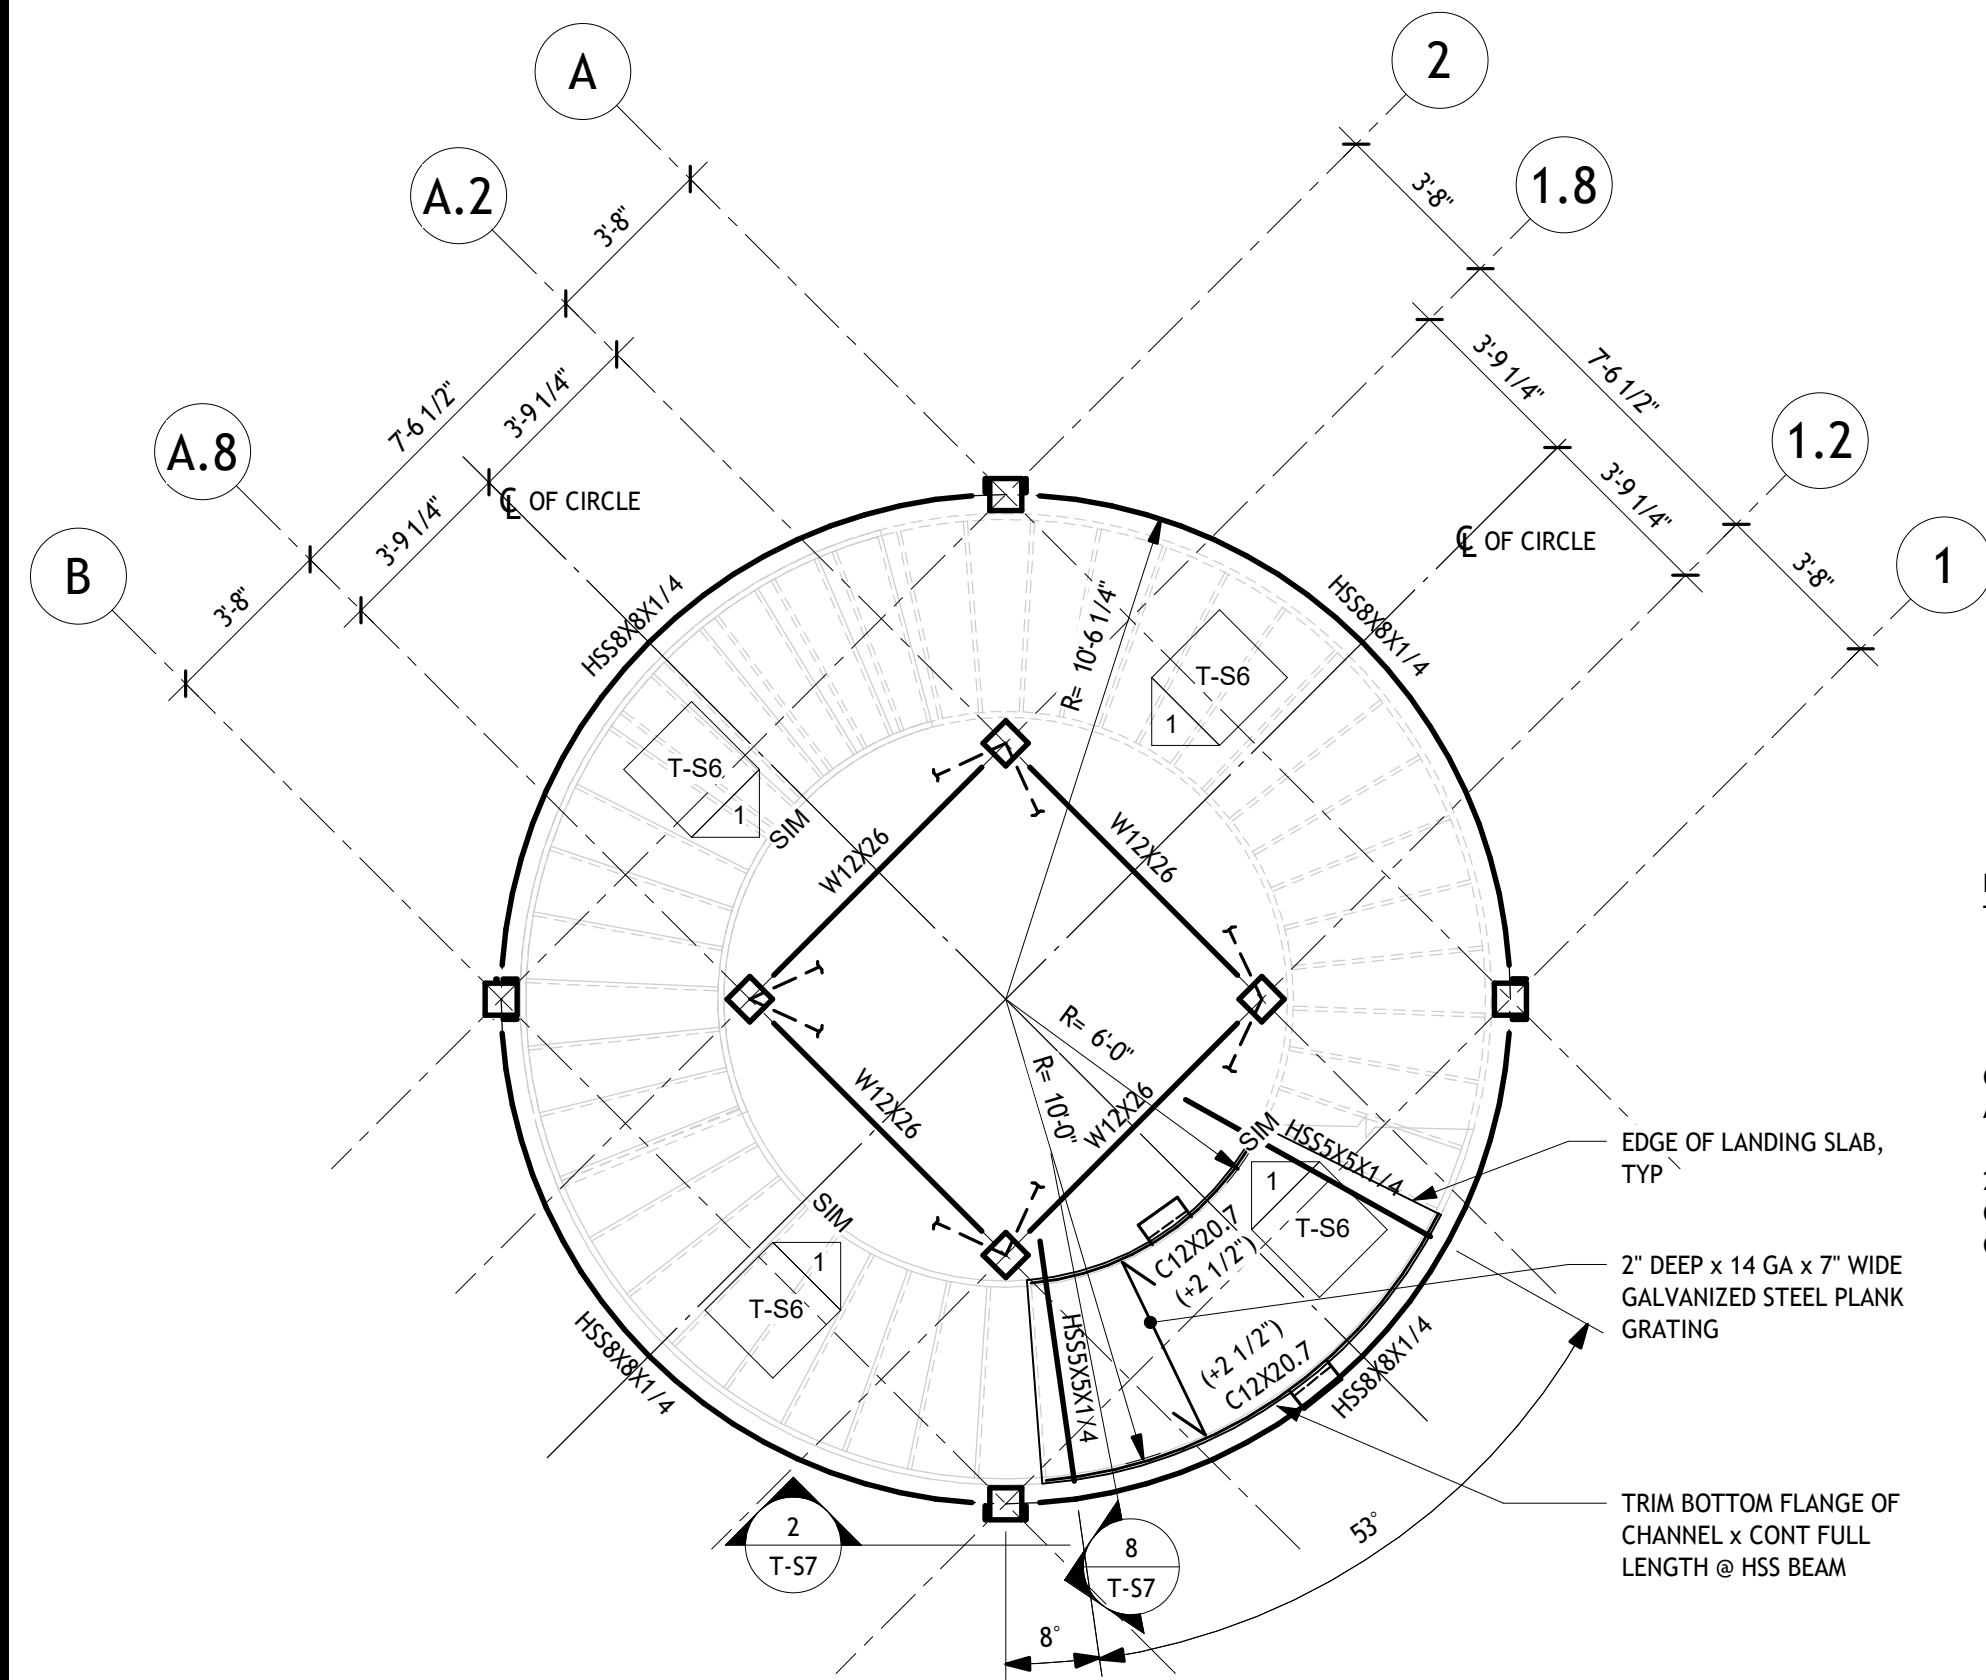 A
2
A.2
1.8
3'-8"
3'-8"
7'-6 1/2"
3'-9 1/4"
3'-9 1/4"
7'-6 1/2"
A.8
1.2
3'-9 1/4"
3'-9 1/4"
℄ OF CIRCLE
℄ OF CIRCLE
B
1
3'-8"
3'-8"
HSS8X8X1/4
HSS8X8X1/4
R= 10'-6 1/4"
T-S6
1
T-S6
1
SIM
W12X26
W12X26
R= 6'-0"
R= 10'-0"
W12X26
W12X26
SIM
HSS5X5X1/4
EDGE OF LANDING SLAB,
TYP
1
T-S6
SIM
1
T-S6
C12X20.7
(+2 1/2")
2" DEEP x 14 GA x 7" WIDE
GALVANIZED STEEL PLANK
GRATING
HSS5X5X1/4
(+2 1/2")
C12X20.7
HSS8X8X1/4
HSS8X8X1/4
TRIM BOTTOM FLANGE OF
CHANNEL x CONT FULL
LENGTH @ HSS BEAM
2
T-S7
8
T-S7
53°
8°